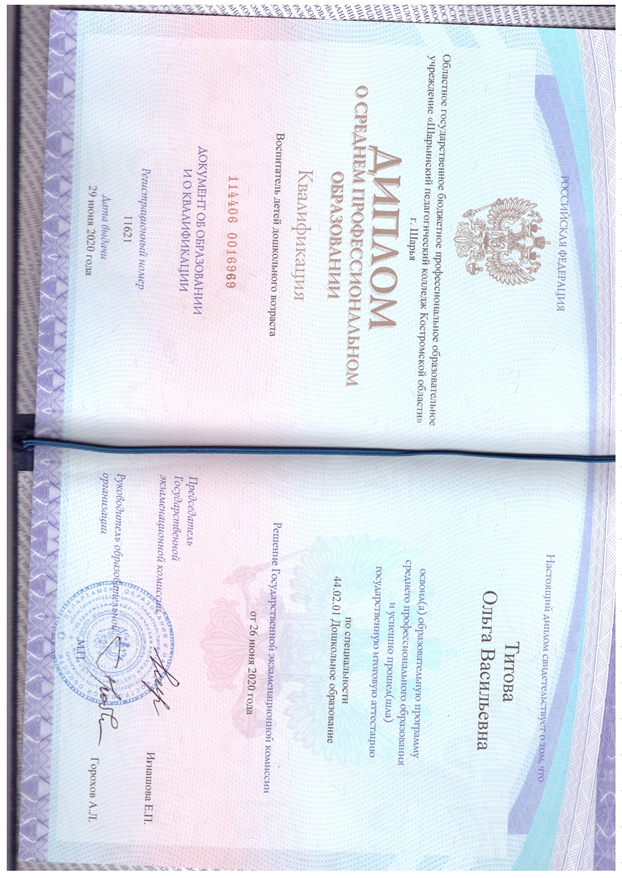 РОССИЙСКАЯ ФЕДЕРАЦИЯ
Областное государственное бюджетное профессиональное образовательное
учреждение «Шарьинский педагогический колледж Костромской области»
г. Шарья
ДИПЛОМ
О СРЕДНЕМ ПРОФЕССИОНАЛЬНОМ
ОБРАЗОВАНИИ
Квалификация
Воспитатель детей дошкольного возраста
114406 0016969
ДОКУМЕНТ ОБ ОБРАЗОВАНИИ
И О КВАЛИФИКАЦИИ
Регистрационный номер
11621
Дата выдачи
29 июня 2020 года
Настоящий диплом свидетельствует о том, что
Титова
Ольга Васильевна
освоил(а) образовательную программу
среднего профессионального образования
и успешно прошел(шла)
государственную итоговую аттестацию
по специальности
44.02.01 Дошкольное образование
Решение Государственной экзаменационной комиссии
от 26 июня 2020 года
Председатель
Государственной
экзаменационной комиссии
Игнашова Е.П.
Руководитель образовательной
организации
Горохов А.Л.
М.П.